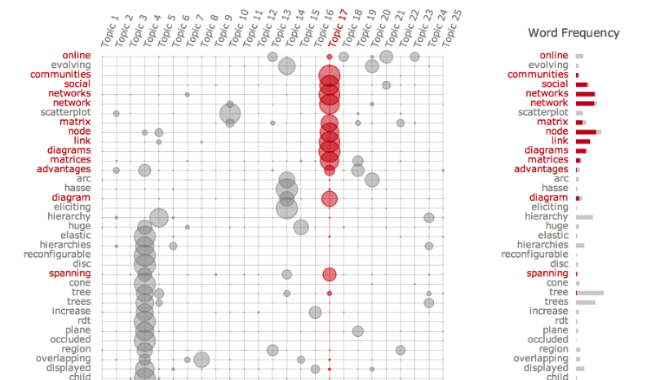 Topic 1
Topic 2
Topic 3
Topic 4
Topic 5
Topic 6
Topic 7
Topic 8
Topic 9
Topic 10
Topic 11
Topic 12
Topic 13
Topic 14
Topic 15
Topic 16
Topic 17
Topic 18
Topic 19
Topic 20
Topic 21
Topic 22
Topic 23
Topic 24
Topic 25
Word Frequency
online online
evolving evolving
communities communities
social social
networks networks
network network
scatterplot scatterplot
matrix matrix
node node
link link
diagrams diagrams
matrices matrices
advantages advantages
arc arc
hasse hasse
diagram diagram
eliciting eliciting
hierarchy hierarchy
huge huge
elastic elastic
hierarchies hierarchies
reconfigurable reconfigurable
disc disc
spanning spanning
cone cone
tree tree
trees trees
increase increase
rdt rdt
plane plane
occluded occluded
region region
overlapping overlapping
displayed displayed
child child